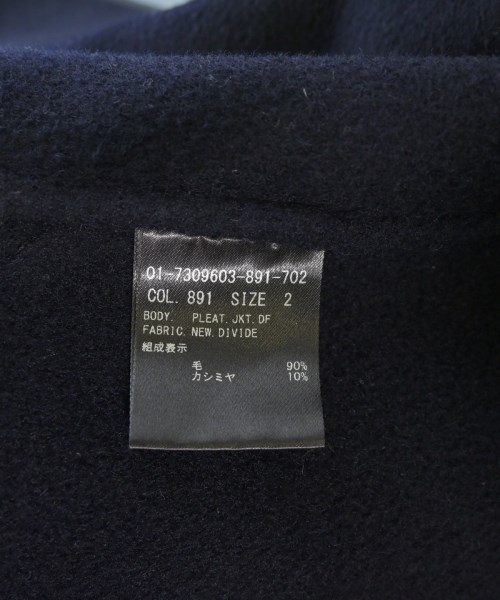 01-7309603-891-702
COL. 891 SIZE 2
BODY. PLEAT.JKT.DF
FABRIC.NEW.DIVIDE
組成表示
毛 90%
カシミヤ 10%